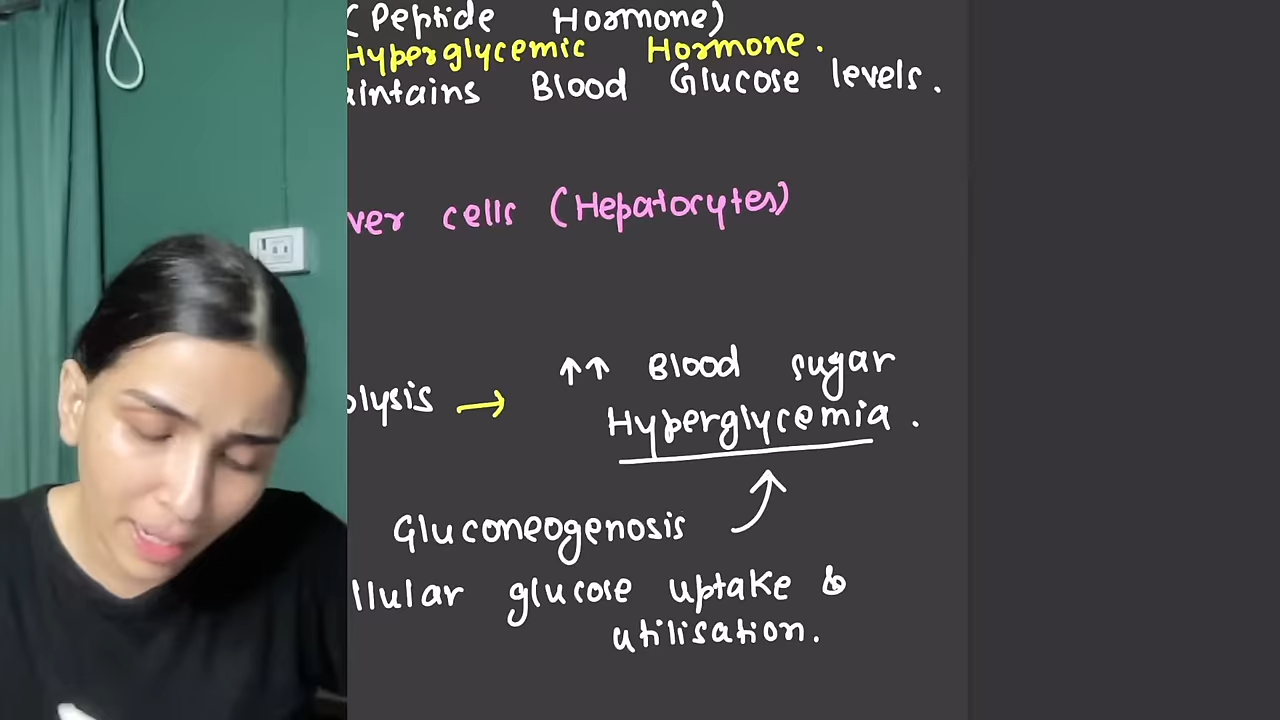 (Peptide Hormone)
Hyperglycemic Hormone.
aintains Blood Glucose levels.
ver cells (Hepatocytes)
↑↑ Blood sugar
olysis → Hyperglycemia.
Gluconeogenosis
llular glucose uptake &
utilisation.